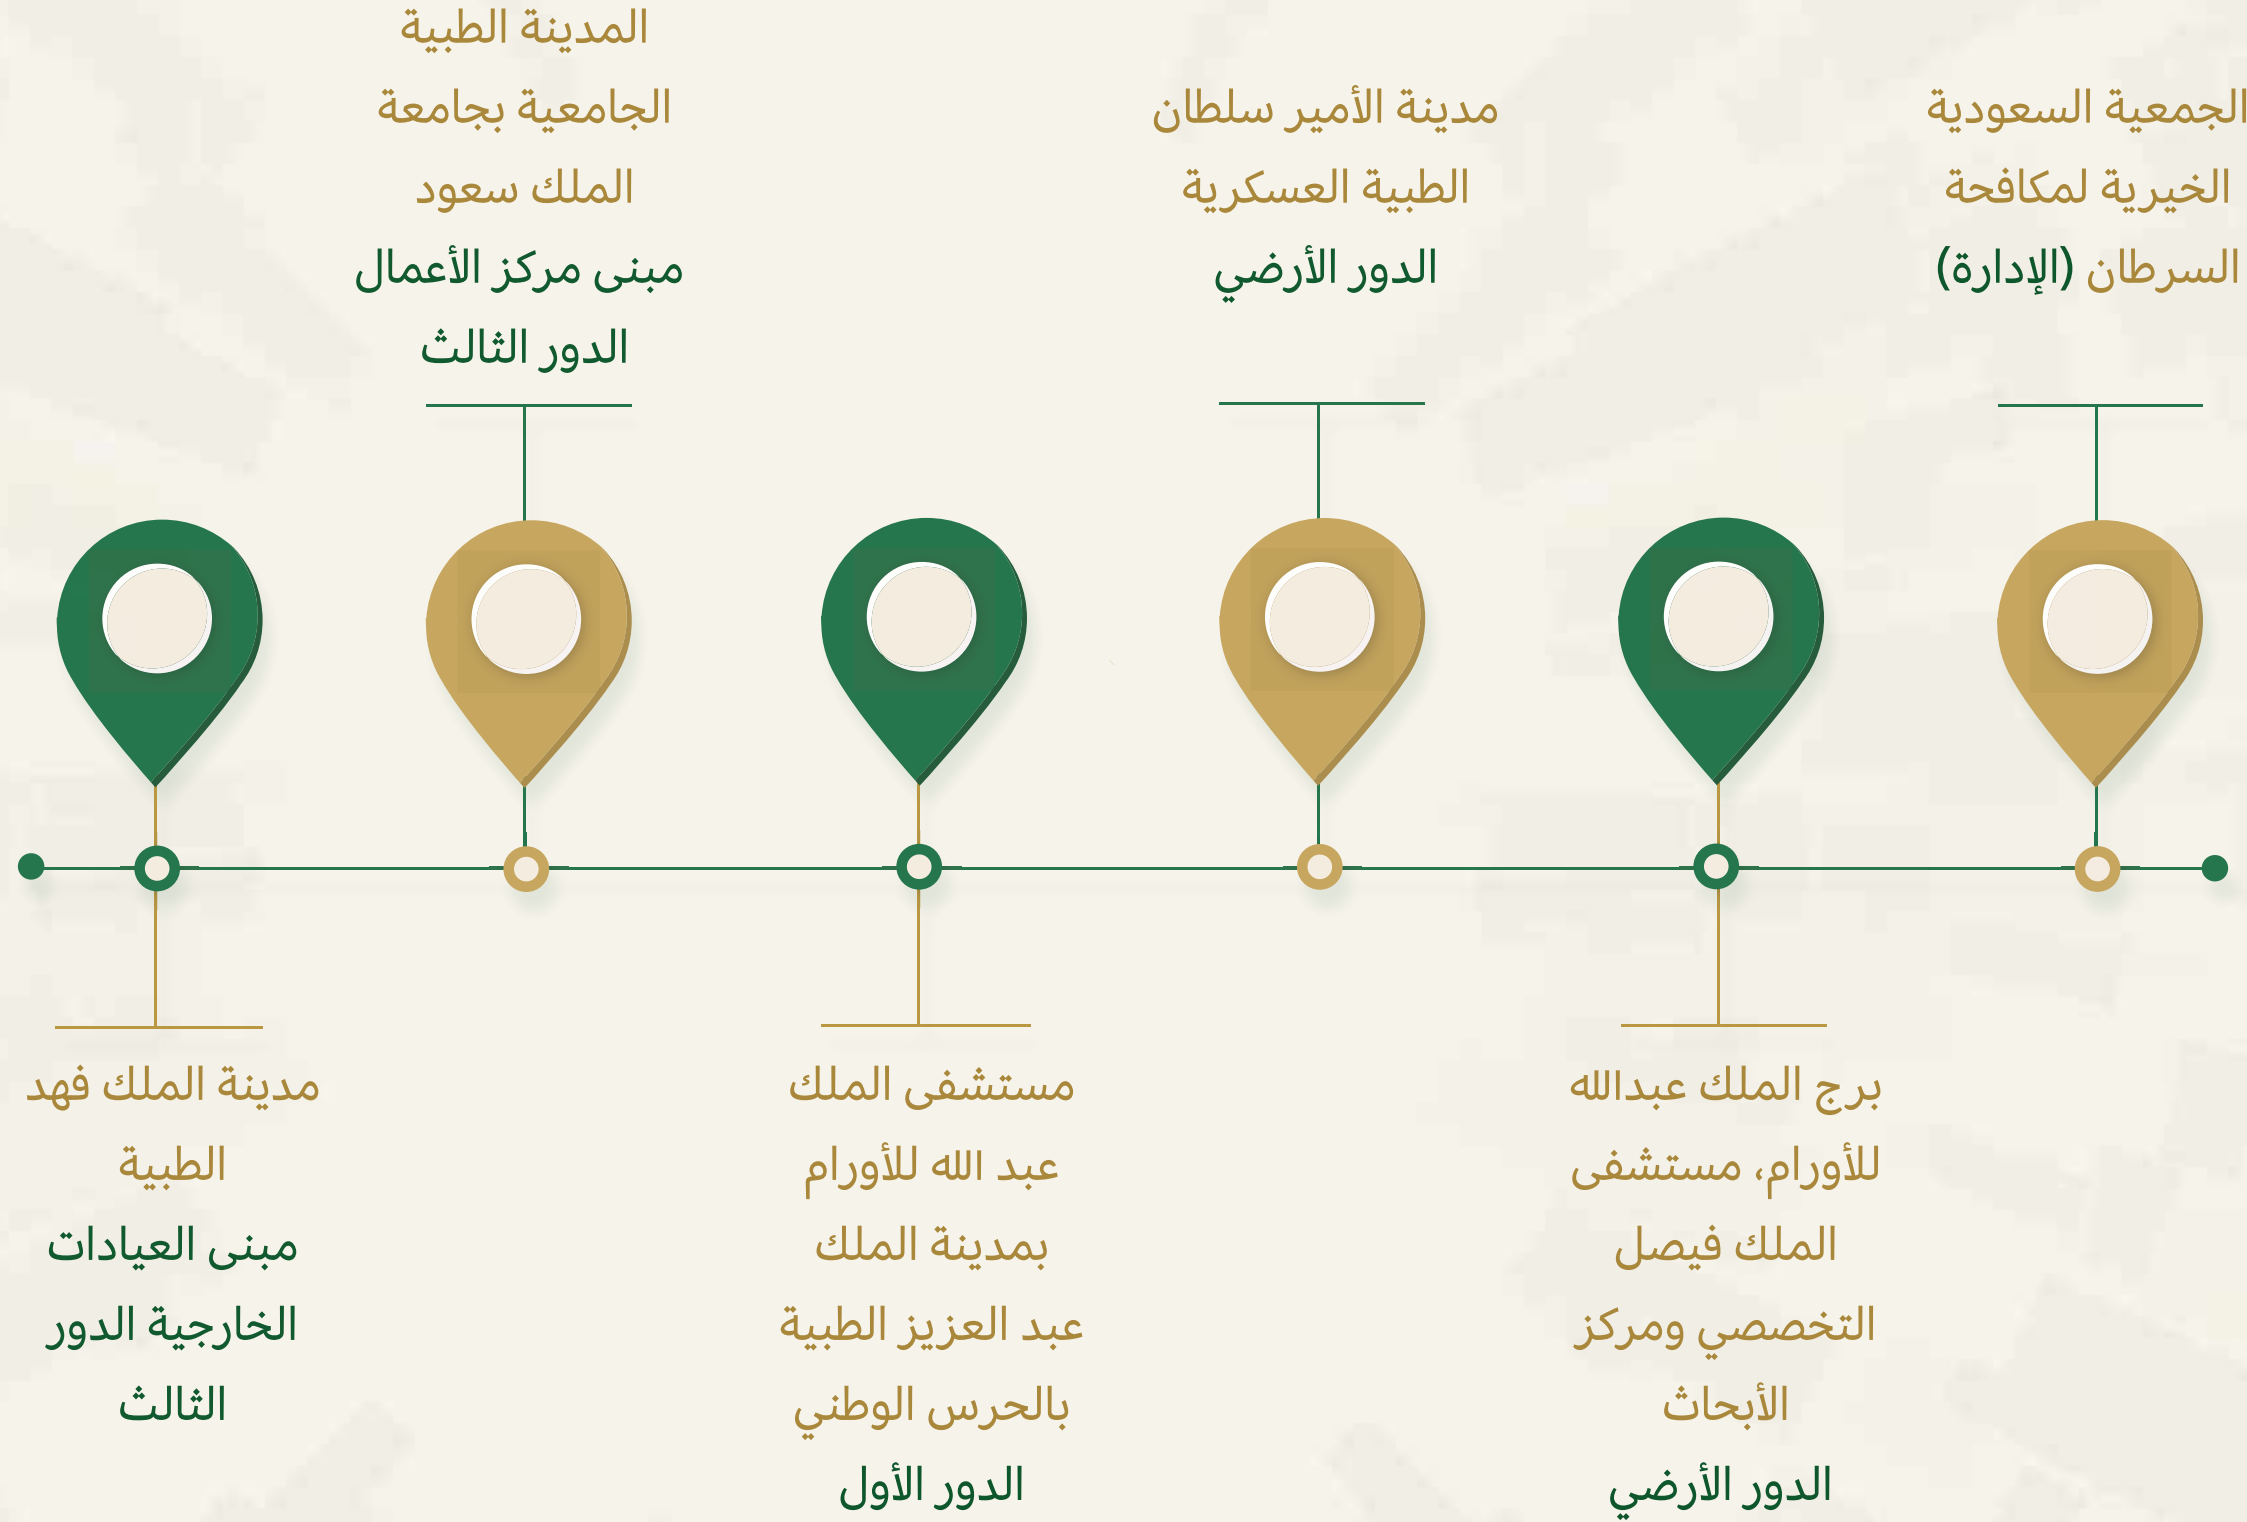 الجمعية السعودية
الخيرية لمكافحة
السرطان (الإدارة)
برج الملك عبدالله
للأورام، مستشفى
الملك فيصل
التخصصي ومركز
الأبحاث
الدور الأرضي
مدينة الأمير سلطان
الطبية العسكرية
الدور الأرضي
مستشفى الملك
عبد الله للأورام
بمدينة الملك
عبد العزيز الطبية
بالحرس الوطني
الدور الأول
المدينة الطبية
الجامعية بجامعة
الملك سعود
مبنى مركز الأعمال
الدور الثالث
مدينة الملك فهد
الطبية
مبنى العيادات
الخارجية الدور
الثالث